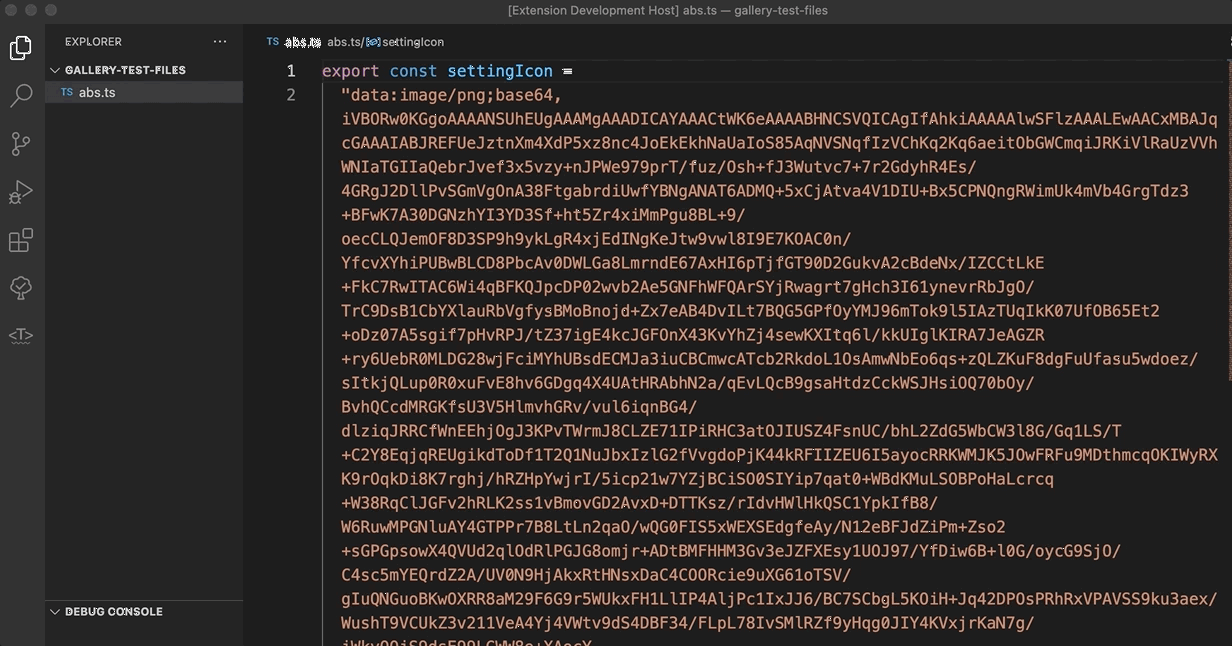 [Extension Development Host] abs.ts — gallery-test-files
EXPLORER
GALLERY-TEST-FILES
TS abs.ts
DEBUG CONSOLE
TS abs.ts abs.ts/ settingIcon
1 export const settingIcon =
2 "data:image/png;base64,
iVBORw0KGgoAAAANSUhEUgAAAMgAAADICAYAAACtWK6eAAAABHNCSVQICAgIfAhkiAAAAAlwSFlzAAALEwAACxMBAJq
cGAAAIABJREFUeJztnXm4XdP5xz8nc4JoEkEkhNaUaIoS85AqNVSNqfIzVChKq2Kq6aeitObGWCmqiJRKiVlRaUzVVh
WNIaTGIIaQebrJvef3x5vzy+nJPWe979prT/fuz/Osh+fJ3Wutvc7+7r2GdyhR4Es/
4GRgJ2DllPvSGmVgOnA38FtgabrdiUwfYBNgANAT6ADMQ+5xCjAtva4V1DIU+Bx5CPNQngRWimUk4mVb4GrgTdz3
+BFwK7A30DGNzhYI3YD3Sf+ht5Zr4xiMmPgu8BL+9/
oecCLQJemOF8D3SP9h9ykLgR4xjEdINgKeJtw9vwl8I9E7KOAC0n/
YfcvXYhiPUBwBLCD8PbcAv0DWLGa8LmrndE67AxHI6pTjfGT90D2GukvA2cBdeNx/IZCCtLkE
+FkC7RwITAC6Wi4qBFKQJpcDP02wvb2Ae5GNFhWFQArSYjRwagrt7gHch3I61ynevrRbJgO/
TrC9DsB1CbYXlauRbVgfysBMoBnojd+Zx7eAB4DvILt7BQG5GPfOyYMJ96mTok9l5IAzTUqIkK07UfOB65Et2
+oDz07A5sgif7pHvRPJ/tZ37igE4kcJGFOnX43KvYhZj4sewKXItq6l/kkUIglKIRA7JeAGZR
+ry6UebR0MLDG28wjFciMYhUBsdECMJa3iuCBCmwcATcb2RkdoL1OsAmwNbEo6qs+zQLZKuF8dgFuUfasu5wdoez/
sItkjQLup0R0xuFvE8hv6GDgq4X4UAtHRAbhN2a/qEvLQcB9gsaHtdzCckWSJHsiOQ70bOy/
BvhQCcdMRGKfsU3V5HlmvhGRv/vul6iqnBG4/
dlziqJRRCfWnEEhjOgJ3KPvTWrmJ8CLZE71IPiRHC3atOJIUSZ4FsnUC/bhL2ZdG5WbCW3l8G/Gq1LS/T
+C2Y8EqjqREUgikdToDf1T2Q1NuJbxIzlG2fVvgdoPjK44kRFIIZEU6I5ayocRRKWMJK5JOwFRFu9MDthmcqOKIWyRX
K9rOqkDi8K7rghj/hRZHpYwjrI/5icp21w7YZjBCiSO0SIYip7qat0+WBdKMuLSOBPoHaLcrcq
+W38RqClJGFv2hRLK2ss1vBmovGD2AvxD+DTTKsz/rIdvHWlHkQSC1YpkIfB8/
W6RuwMPGNluAY4GTPPr7B8LtLn2qaO/wQG0FIS5xWEXSEdgfeAy/N12eBFJdZiPm+Zso2
+sGPGpsowX4QVUd2qlOdRlPGJG8omjr+ADtBMFHHM3Gv3eJZFXEsy1UOJ97/YfDiw6B+l0G/oycG9SjO/
C4sc5mYEQrdZ2A/UV0N9HjAkxRtHNsxDaC4COORcie9uXG61oTSV/
gIuQNGuoBKwOXRR8aM29F6G9r5WUkxFH1LlIP4AljPc1IxJJ6/BC7SCbgL5KOiH+Jq42DPOsPRhRxVPAVSS9ku3aex/
WushT9VCUkZ3v211VeA4Yj4VWtv9dS4DBF34/FLpL78IvSMlRZf9yHqg0JIY4KVxjrKaN7g/